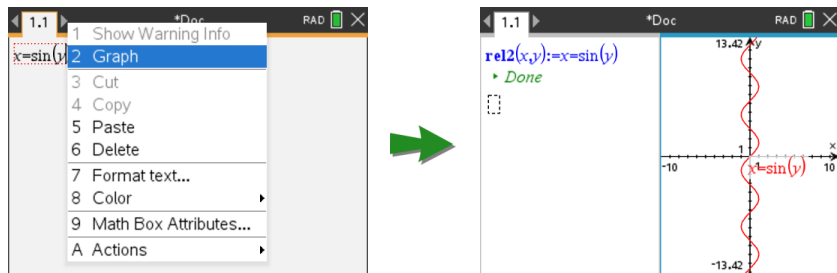 1.1
*Doc
RAD
x=sin(y
1 Show Warning Info
2 Graph
3 Cut
4 Copy
5 Paste
6 Delete
7 Format text...
8 Color
9 Math Box Attributes...
A Actions
1.1
*Doc
RAD
rel2(x,y):=x=sin(y)
Done
13.42
y
1
x
-10
1
10
x=sin(y)
-13.42